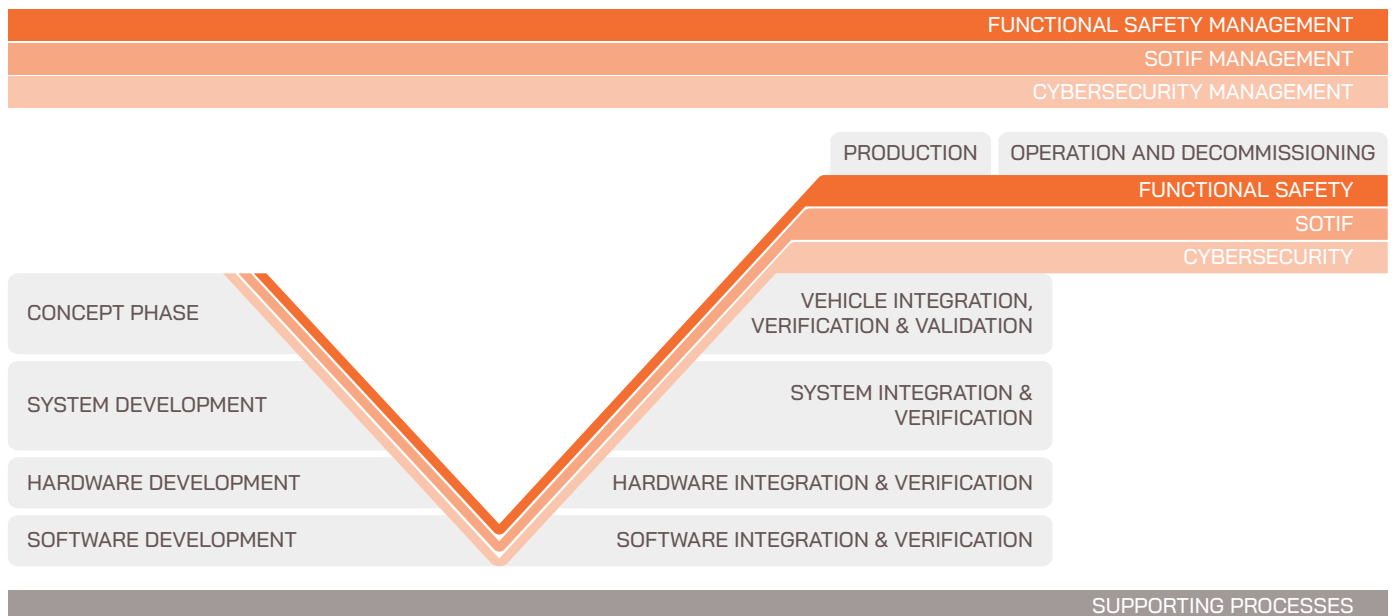 FUNCTIONAL SAFETY MANAGEMENT
SOTIF MANAGEMENT
CYBERSECURITY MANAGEMENT
PRODUCTION
OPERATION AND DECOMMISSIONING
FUNCTIONAL SAFETY
SOTIF
CYBERSECURITY
CONCEPT PHASE
VEHICLE INTEGRATION,
VERIFICATION & VALIDATION
SYSTEM DEVELOPMENT
SYSTEM INTEGRATION &
VERIFICATION
HARDWARE DEVELOPMENT
HARDWARE INTEGRATION & VERIFICATION
SOFTWARE DEVELOPMENT
SOFTWARE INTEGRATION & VERIFICATION
SUPPORTING PROCESSES